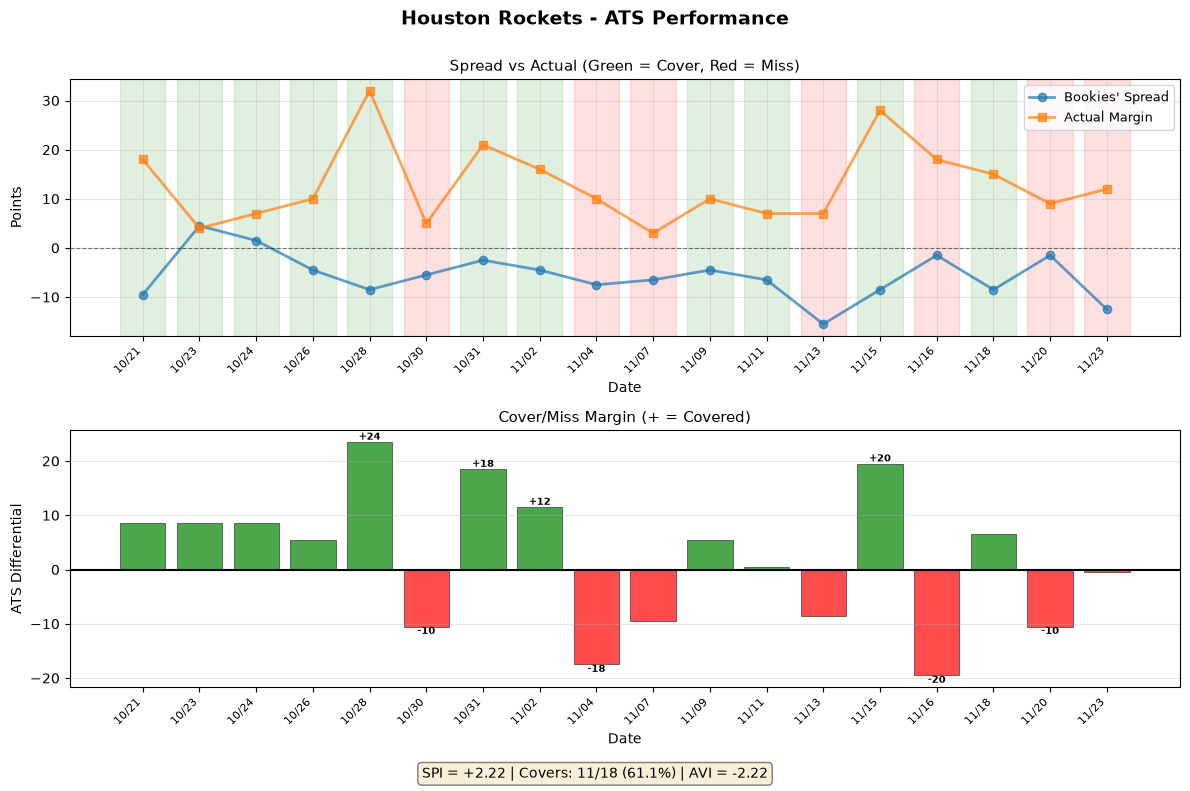 Houston Rockets - ATS Performance
Spread vs Actual (Green = Cover, Red = Miss)
Points
30
20
10
0
−10
Bookies' Spread
Actual Margin
10/21 10/23 10/24 10/26 10/28 10/30 10/31 11/02 11/04 11/07 11/09 11/11 11/13 11/15 11/16 11/18 11/20 11/23
Date
Cover/Miss Margin (+ = Covered)
ATS Differential
20
10
0
−10
−20
+24
+18
+12
+20
-10
-18
-20
-10
10/21 10/23 10/24 10/26 10/28 10/30 10/31 11/02 11/04 11/07 11/09 11/11 11/13 11/15 11/16 11/18 11/20 11/23
Date
SPI = +2.22 | Covers: 11/18 (61.1%) | AVI = -2.22